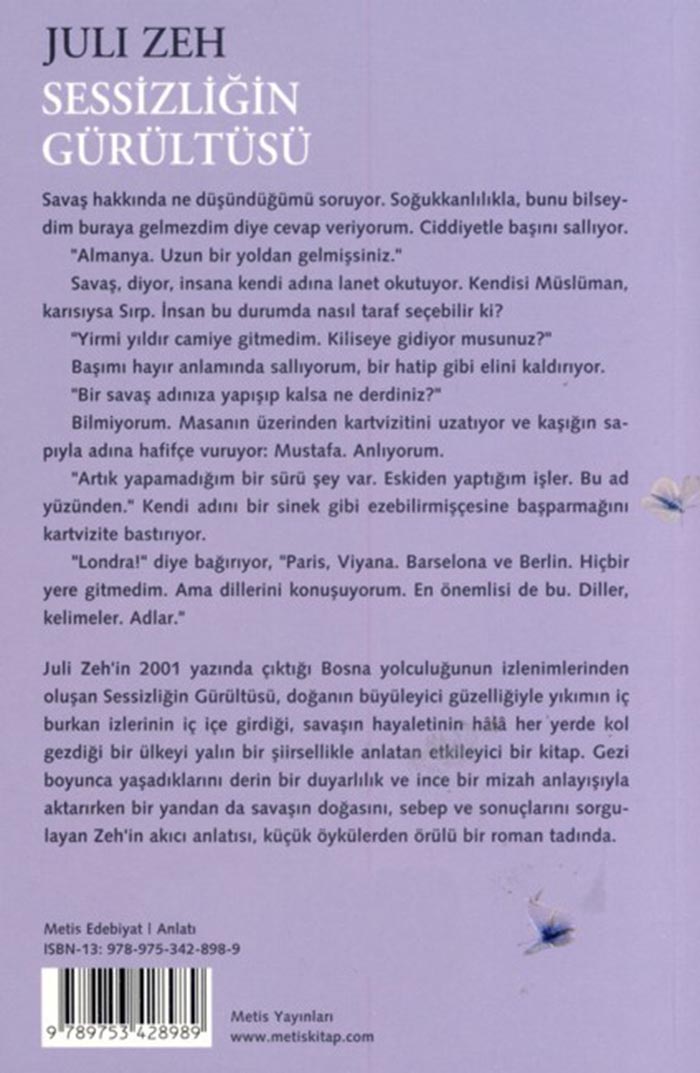 JULI ZEH
SESSİZLİĞİN
GÜRÜLTÜSÜ
Savaş hakkında ne düşündüğümü soruyor. Soğukkanlılıkla, bunu bilsey-
dim buraya gelmezdim diye cevap veriyorum. Ciddiyetle başını sallıyor.
"Almanya. Uzun bir yoldan gelmişsiniz."
Savaş, diyor, insana kendi adına lanet okutuyor. Kendisi Müslüman,
karısıysa Sırp. İnsan bu durumda nasıl taraf seçebilir ki?
"Yirmi yıldır camiye gitmedim. Kiliseye gidiyor musunuz?"
Başımı hayır anlamında sallıyorum, bir hatip gibi elini kaldırıyor.
"Bir savaş adınıza yapışıp kalsa ne derdiniz?"
Bilmiyorum. Masanın üzerinden kartvizitini uzatıyor ve kaşığın sa-
pıyla adına hafifçe vuruyor: Mustafa. Anlıyorum.
"Artık yapamadığım bir sürü şey var. Eskiden yaptığım işler. Bu ad
yüzünden." Kendi adını bir sinek gibi ezebilirmişçesine başparmağını
kartvizite bastırıyor.
"Londra!" diye bağırıyor, "Paris, Viyana. Barselona ve Berlin. Hiçbir
yere gitmedim. Ama dillerini konuşuyorum. En önemlisi de bu. Diller,
kelimeler. Adlar."
Juli Zeh'in 2001 yazında çıktığı Bosna yolculuğunun izlenimlerinden
oluşan Sessizliğin Gürültüsü, doğanın büyüleyici güzelliğiyle yıkımın iç
burkan izlerinin iç içe girdiği, savaşın hayaletinin hâlâ her yerde kol
gezdiği bir ülkeyi yalın bir şiirsellikle anlatan etkileyici bir kitap. Gezi
boyunca yaşadıklarını derin bir duyarlılık ve ince bir mizah anlayışıyla
aktarırken bir yandan da savaşın doğasını, sebep ve sonuçlarını sorgu-
layan Zeh'in akıcı anlatısı, küçük öykülerden örülü bir roman tadında.
Metis Edebiyat | Anlatı
ISBN-13: 978-975-342-898-9
9 789753 428989
Metis Yayınları
www.metiskitap.com